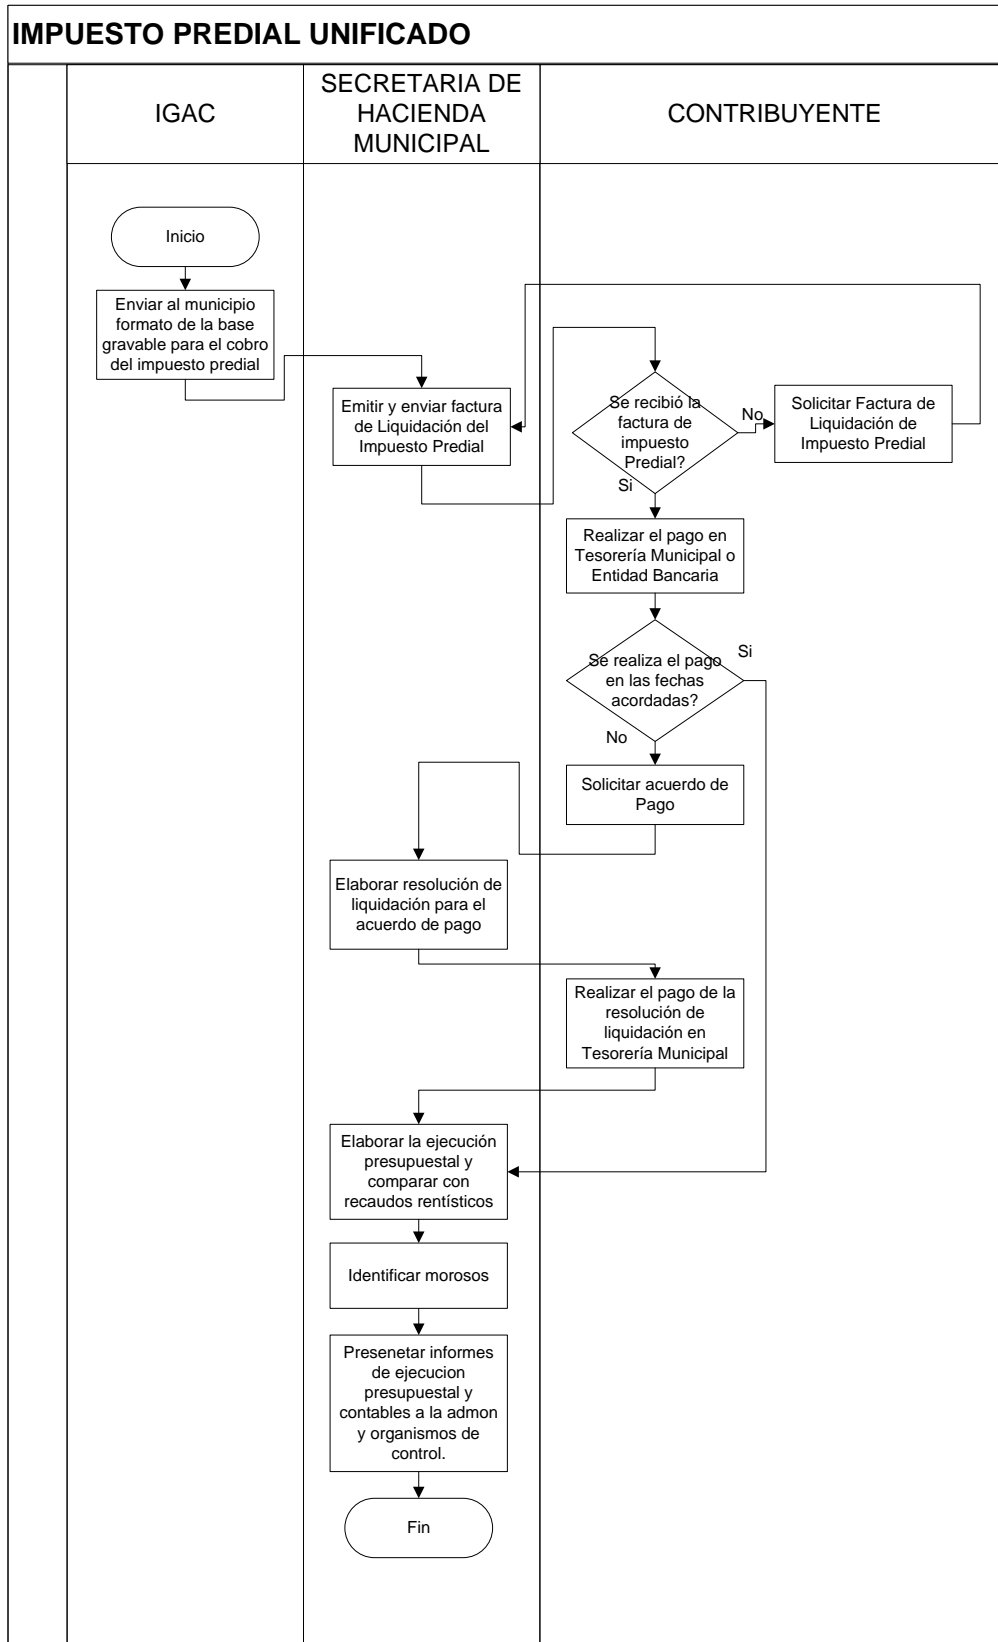 IMPUESTO PREDIAL UNIFICADO
IGAC
SECRETARIA DE
HACIENDA
MUNICIPAL
CONTRIBUYENTE
Inicio
Enviar al municipio
formato de la base
gravable para el cobro
del impuesto predial
Emitir y enviar factura
de Liquidación del
Impuesto Predial
Se recibió la
factura de
impuesto
Predial?
No
Solicitar Factura de
Liquidación de
Impuesto Predial
Si
Realizar el pago en
Tesorería Municipal o
Entidad Bancaria
Se realiza el pago
en las fechas
acordadas?
Si
No
Solicitar acuerdo de
Pago
Elaborar resolución de
liquidación para el
acuerdo de pago
Realizar el pago de la
resolución de
liquidación en
Tesorería Municipal
Elaborar la ejecución
presupuestal y
comparar con
recaudos rentísticos
Identificar morosos
Presenetar informes
de ejecucion
presupuestal y
contables a la admon
y organismos de
control.
Fin